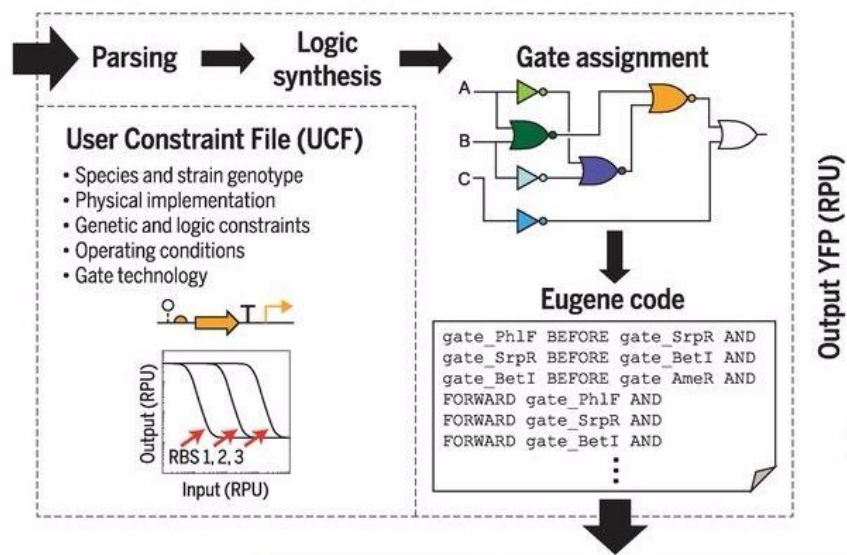 Parsing
Logic
synthesis
Gate assignment
A
B
C
User Constraint File (UCF)
• Species and strain genotype
• Physical implementation
• Genetic and logic constraints
• Operating conditions
• Gate technology
Output (RPU)
RBS 1, 2, 3
Input (RPU)
Eugene code
gate_PhlF BEFORE gate_SrpR AND
gate_SrpR BEFORE gate_BetI AND
gate_BetI BEFORE gate AmeR AND
FORWARD gate_PhlF AND
FORWARD gate_SrpR AND
FORWARD gate_BetI AND
Output YFP (RPU)